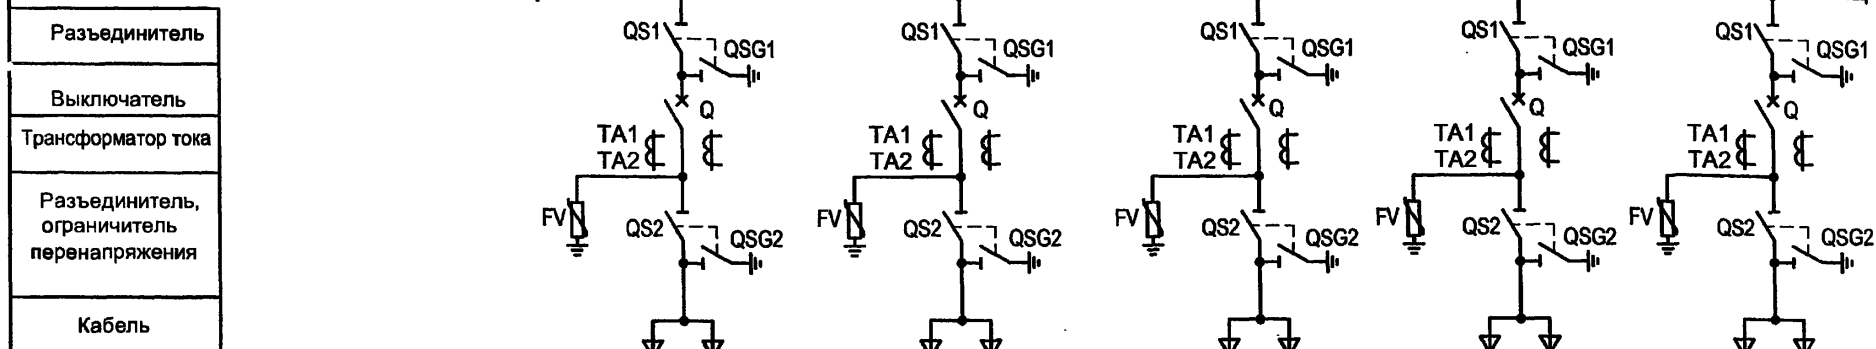 Разъединитель
Выключатель
Трансформатор тока
Разъединитель,
ограничитель
перенапряжения
Кабель
QS1
QSG1
Q
TA1
TA2
FV
QS2
QSG2
QS1
QSG1
Q
TA1
TA2
FV
QS2
QSG2
QS1
QSG1
Q
TA1
TA2
FV
QS2
QSG2
QS1
QSG1
Q
TA1
TA2
FV
QS2
QSG2
QS1
QSG1
Q
TA1
TA2
FV
QS2
QSG2